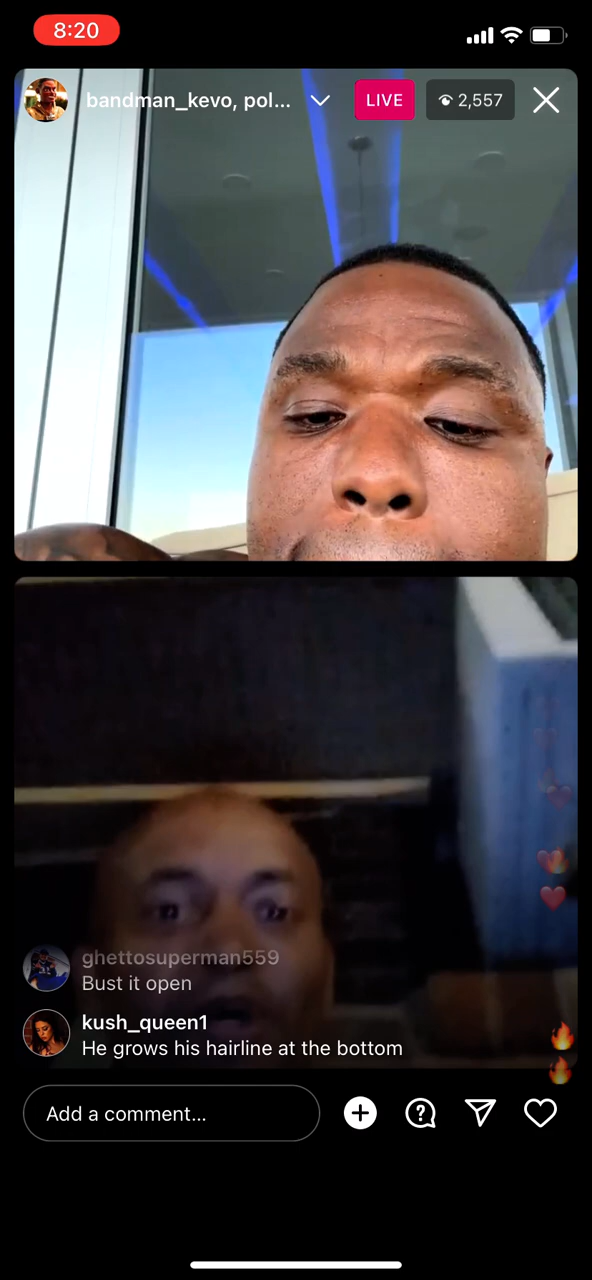 8:20
bandman_kevo, pol...
LIVE
2,557
ghettosuperman559
Bust it open
kush_queen1
He grows his hairline at the bottom
Add a comment...